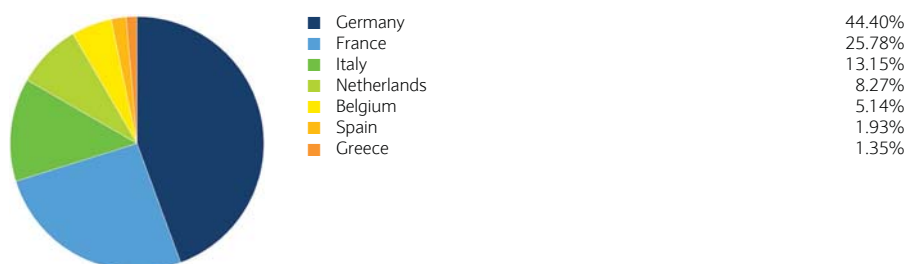 Germany 44.40%
France 25.78%
Italy 13.15%
Netherlands 8.27%
Belgium 5.14%
Spain 1.93%
Greece 1.35%